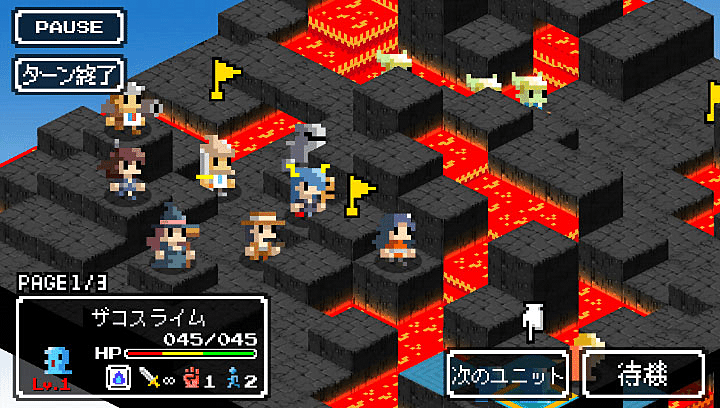 PAUSE
ターン終了
PAGE1/3
ザコスライム
045/045
HP
Lv.1
∞
1
2
次のユニット
待機